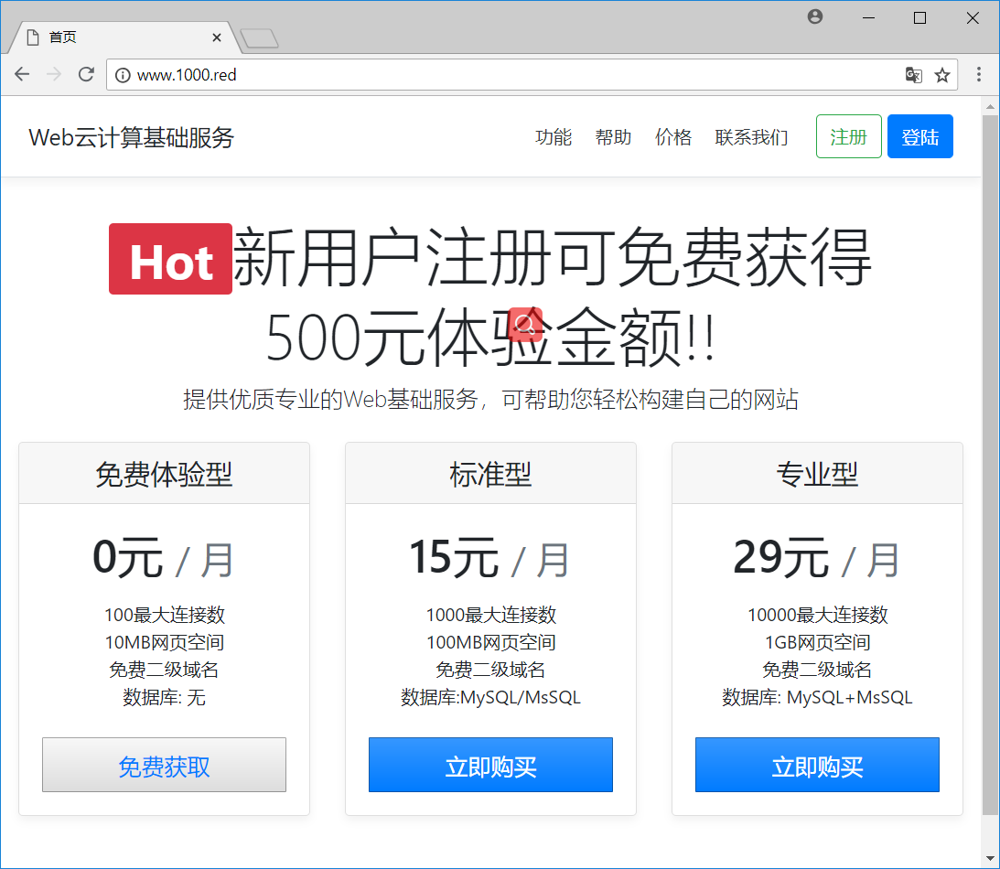 首页
www.1000.red
Web云计算基础服务
功能 帮助 价格 联系我们 注册 登陆
Hot新用户注册可免费获得
500元体验金额!!
提供优质专业的Web基础服务，可帮助您轻松构建自己的网站
免费体验型
0元 / 月
100最大连接数
10MB网页空间
免费二级域名
数据库: 无
免费获取
标准型
15元 / 月
1000最大连接数
100MB网页空间
免费二级域名
数据库:MySQL/MsSQL
立即购买
专业型
29元 / 月
10000最大连接数
1GB网页空间
免费二级域名
数据库: MySQL+MsSQL
立即购买